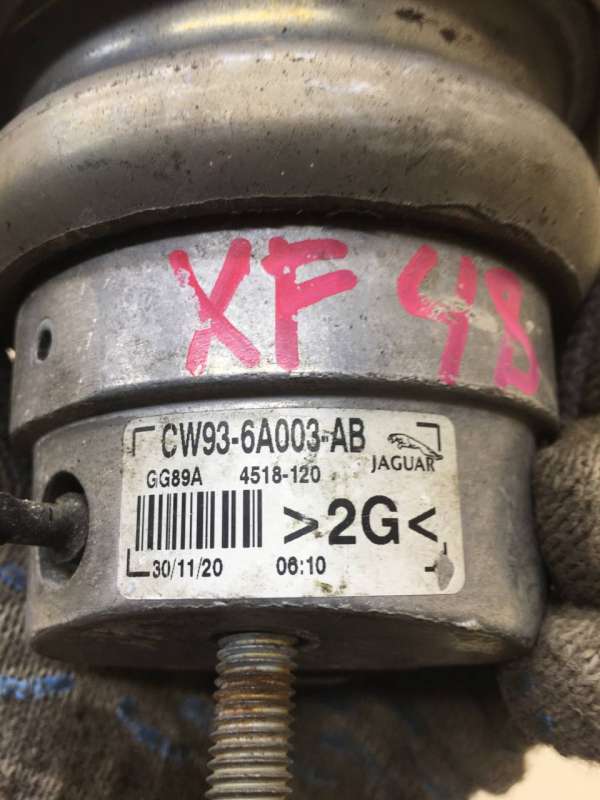 XF 48
CW93-6A003-AB
JAGUAR
GG89A 4518-120
>2G<
30/11/20 06:10